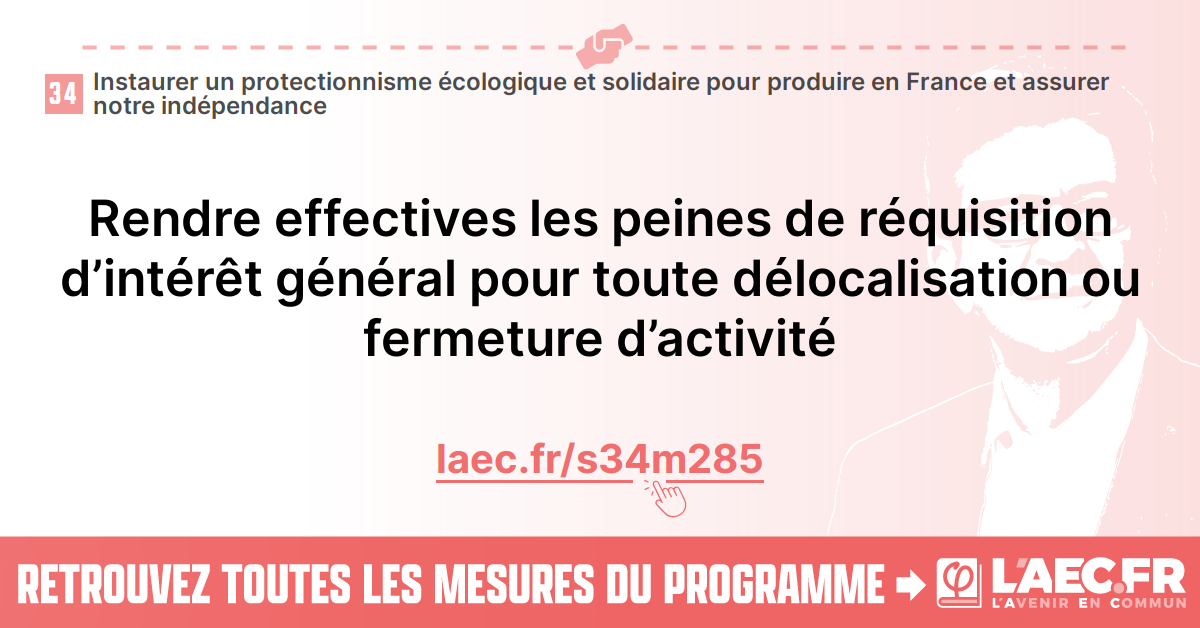 34
Instaurer un protectionnisme écologique et solidaire pour produire en France et assurer
notre indépendance
Rendre effectives les peines de réquisition
d’intérêt général pour toute délocalisation ou
fermeture d’activité
laec.fr/s34m285
RETROUVEZ TOUTES LES MESURES DU PROGRAMME
φ
L'AEC.FR
L'AVENIR EN COMMUN